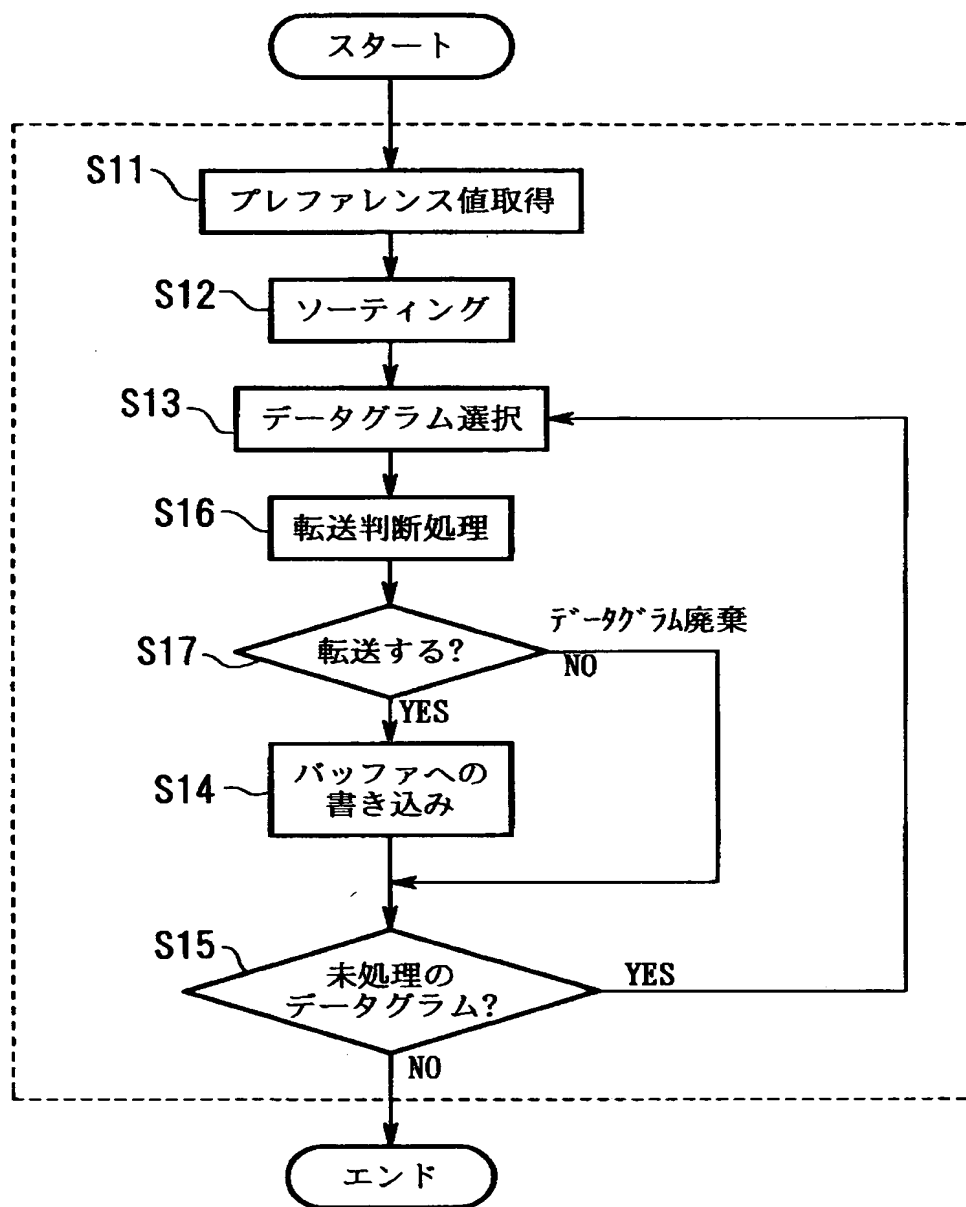 スタート
S11
プレファレンス値取得
S12
ソーティング
S13
データグラム選択
S16
転送判断処理
S17
転送する?
データグラム廃棄
NO
YES
S14
バッファへの
書き込み
S15
未処理の
データグラム?
YES
NO
エンド